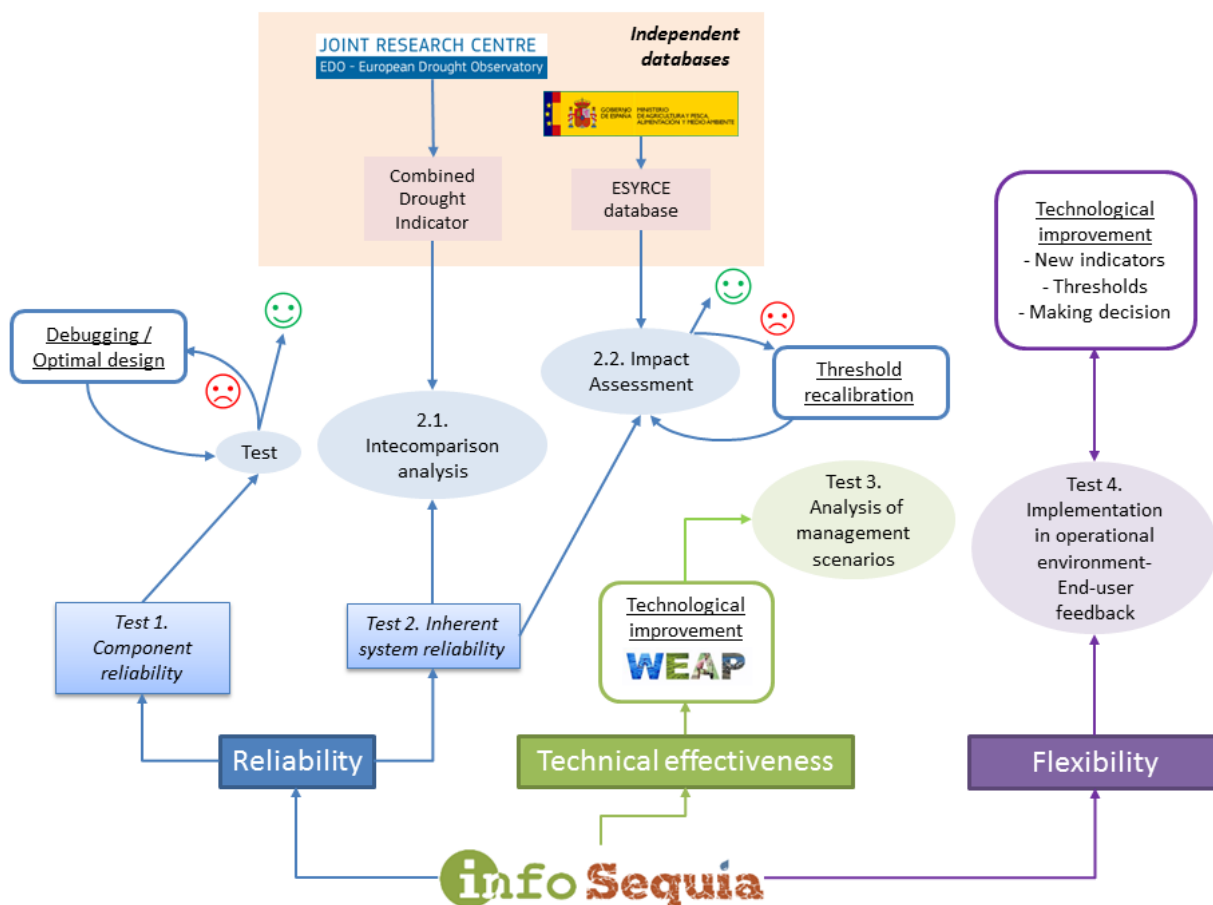 JOINT RESEARCH CENTRE
EDO - European Drought Observatory
Independent
databases
GOBIERNO
DE ESPAÑA
MINISTERIO
DE AGRICULTURA Y PESCA,
ALIMENTACIÓN Y MEDIO AMBIENTE
Combined
Drought
Indicator
ESYRCE
database
Technological
improvement
- New indicators
- Thresholds
- Making decision
Debugging /
Optimal design
2.2. Impact
Assessment
Threshold
recalibration
Test
2.1.
Intecomparison
analysis
Test 3.
Analysis of
management
scenarios
Test 4.
Implementation
in operational
environment-
End-user
feedback
Test 1.
Component
reliability
Test 2. Inherent
system reliability
Technological
improvement
WEAP
Reliability
Technical effectiveness
Flexibility
info Sequia